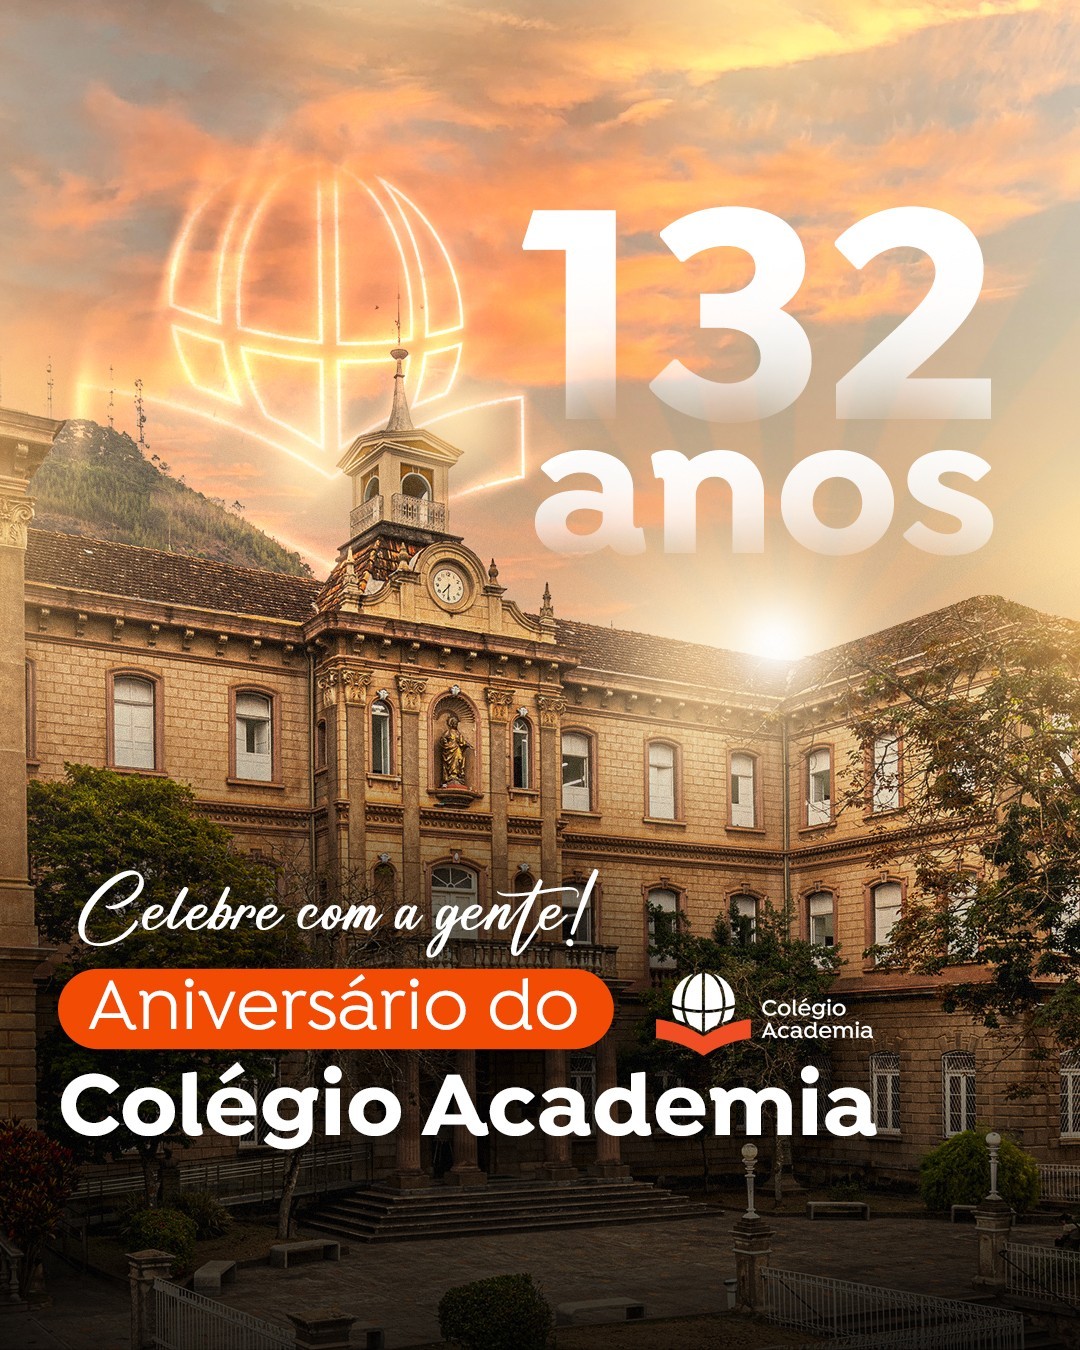 132
anos
Celebre com a gente!
Aniversário do
Colégio
Academia
Colégio Academia